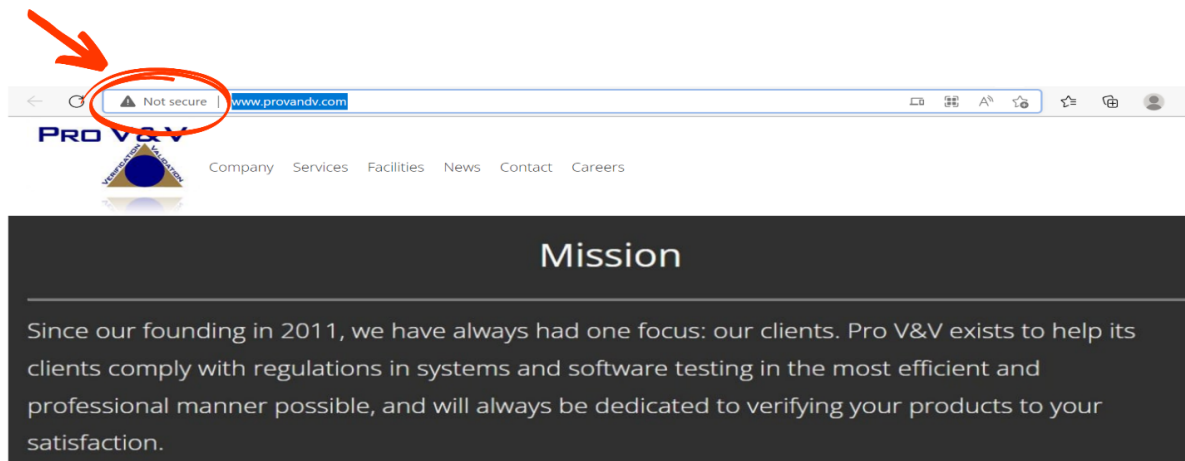 Not secure | www.provandv.com
PRO V&V
VERIFICATION VALIDATION
Company Services Facilities News Contact Careers
Mission
Since our founding in 2011, we have always had one focus: our clients. Pro V&V exists to help its
clients comply with regulations in systems and software testing in the most efficient and
professional manner possible, and will always be dedicated to verifying your products to your
satisfaction.